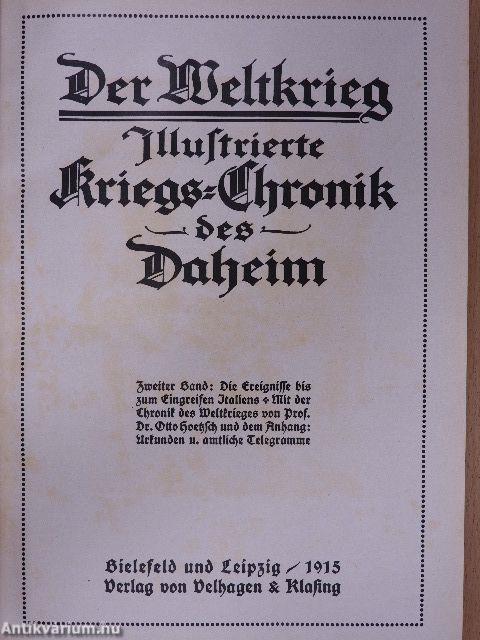 Der Weltkrieg
Illuſtrierte
Kriegs=Chronik
des
Daheim
Zweiter Band: Die Ereigniſſe bis
zum Eingreifen Italiens + Mit der
Chronik des Weltkrieges von Prof.
Dr. Otto Hoetzſch und dem Anhang:
Urkunden u. amtliche Telegramme
Bielefeld und Leipzig / 1915
Verlag von Velhagen & Klaſing
Antikvarium.hu